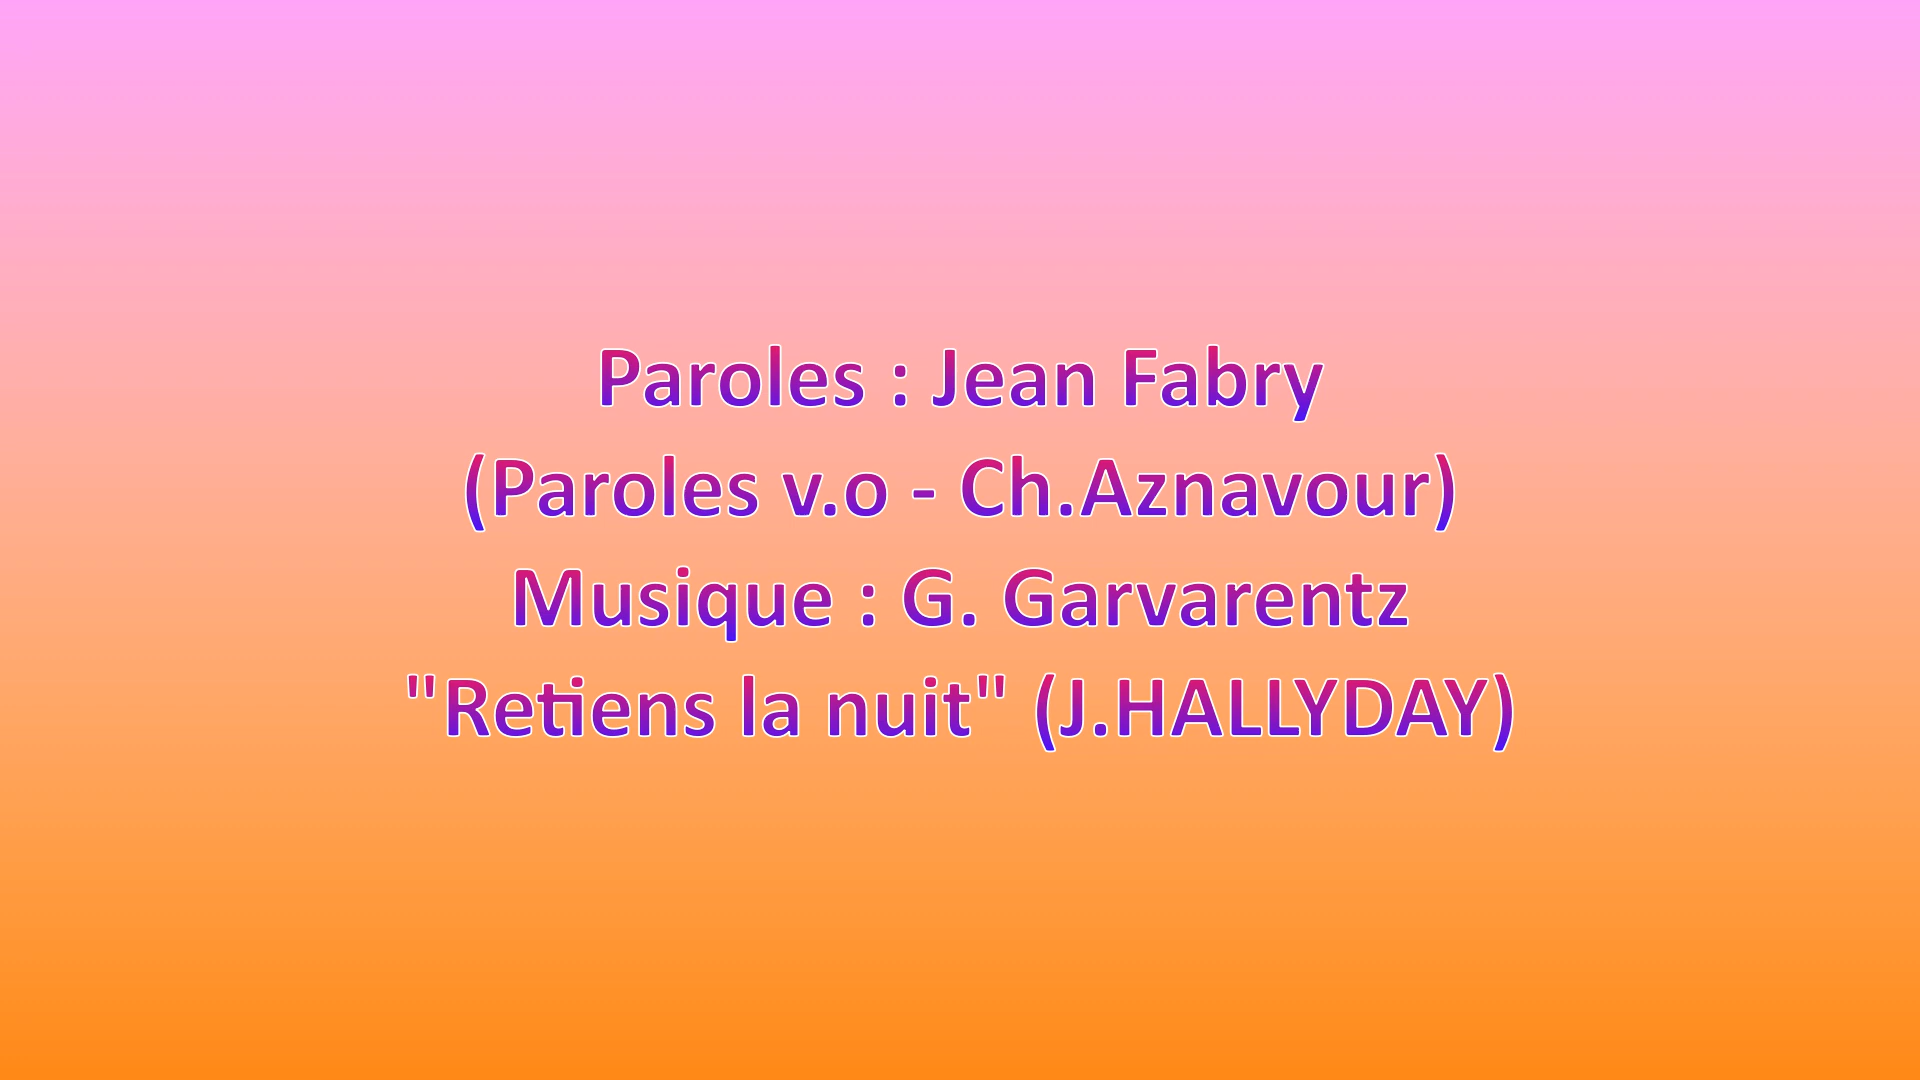 Paroles : Jean Fabry
(Paroles v.o - Ch.Aznavour)
Musique : G. Garvarentz
"Retiens la nuit" (J.HALLYDAY)